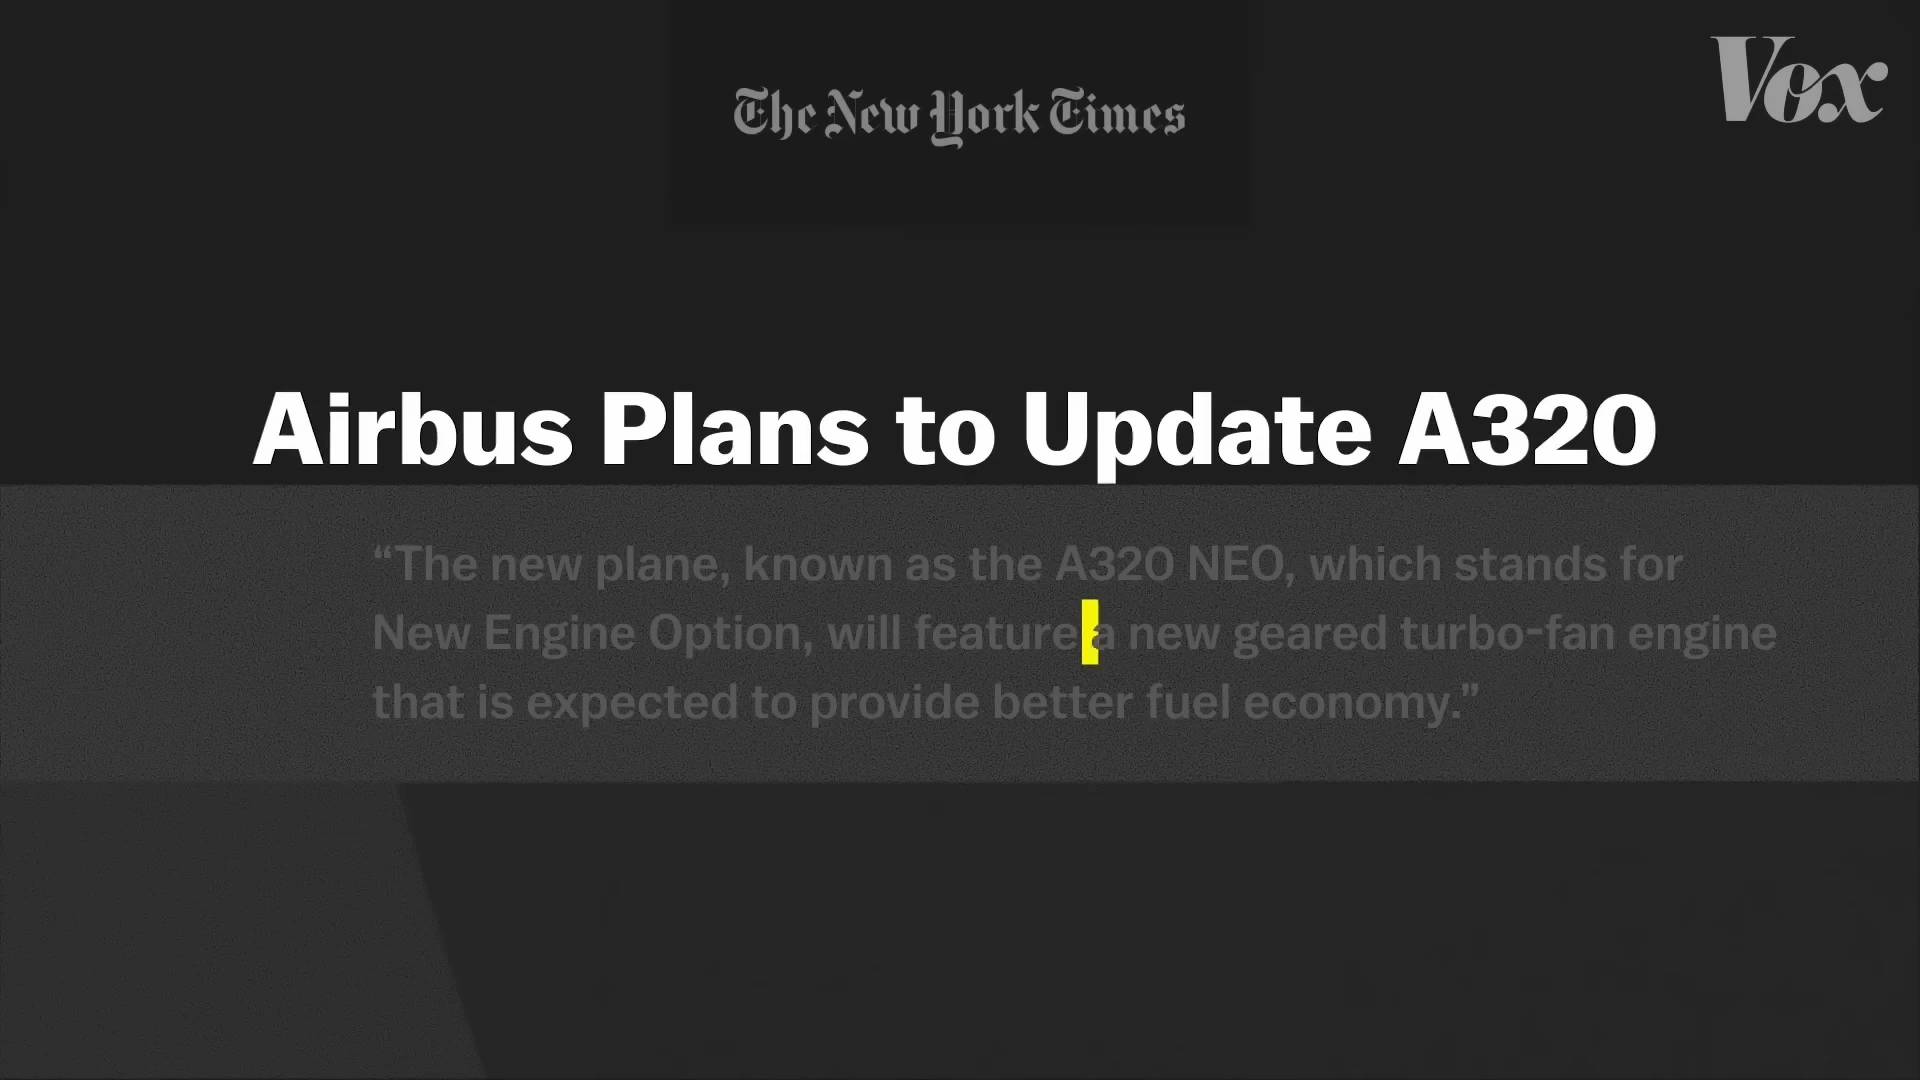 The New York Times
Vox
Airbus Plans to Update A320
“The new plane, known as the A320 NEO, which stands for
New Engine Option, will feature a new geared turbo-fan engine
that is expected to provide better fuel economy.”